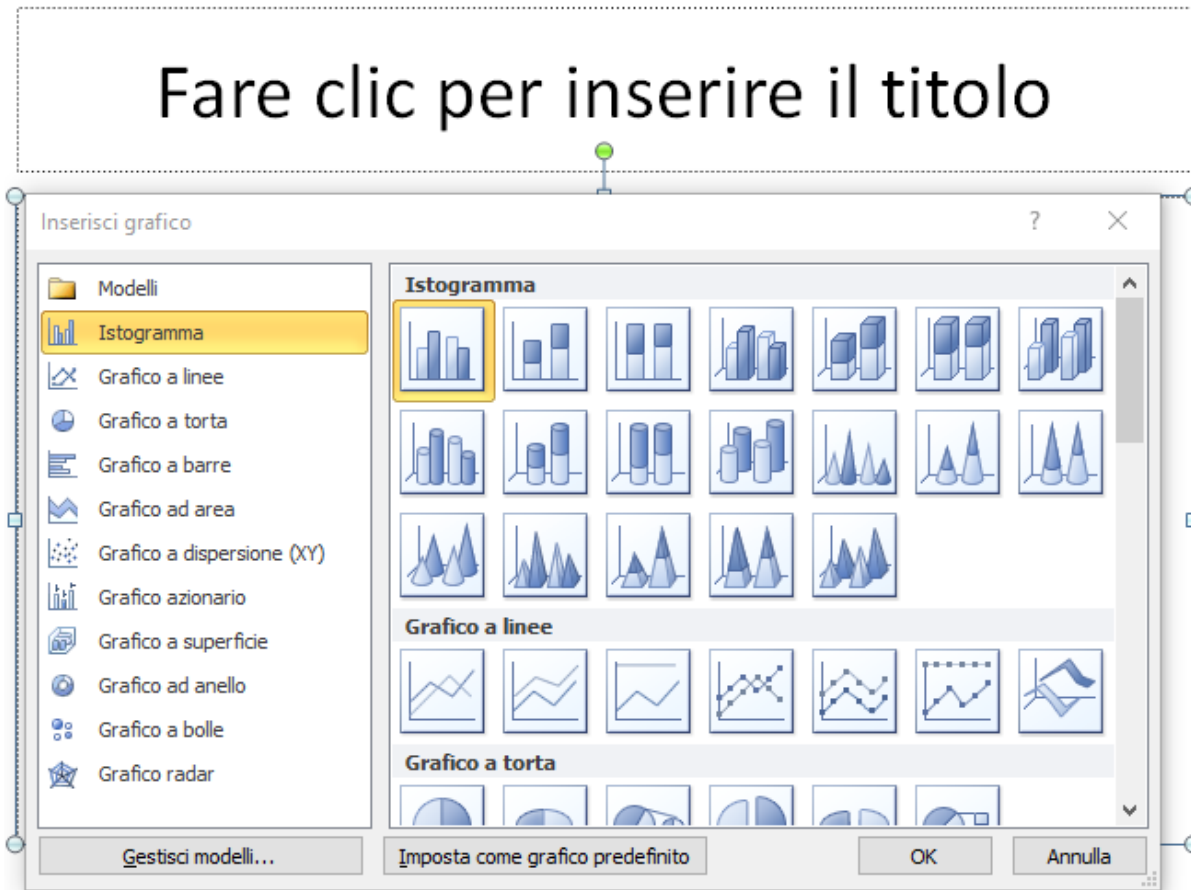 Fare clic per inserire il titolo
Inserisci grafico
?
Modelli
Istogramma
Grafico a linee
Grafico a torta
Grafico a barre
Grafico ad area
Grafico a dispersione (XY)
Grafico azionario
Grafico a superficie
Grafico ad anello
Grafico a bolle
Grafico radar
Istogramma
Grafico a linee
Grafico a torta
Gestisci modelli...
Imposta come grafico predefinito
OK
Annulla